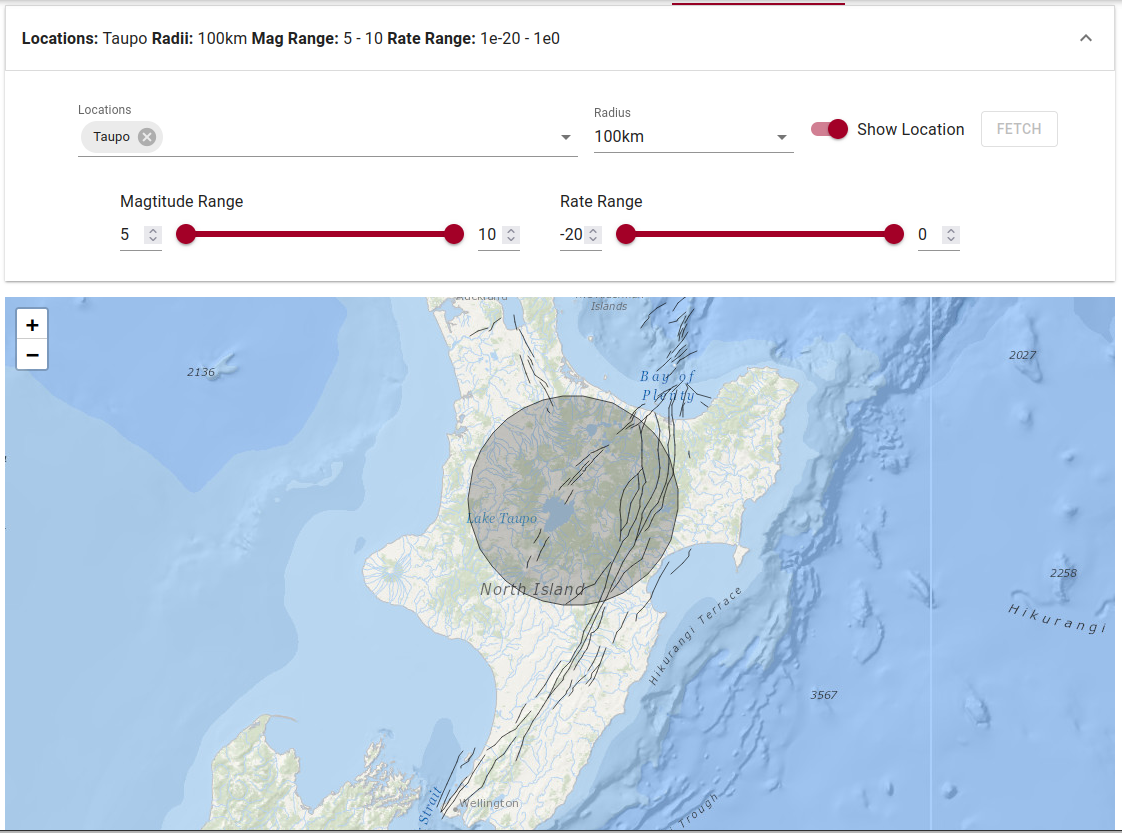 Locations: Taupo Radii: 100km Mag Range: 5 - 10 Rate Range: 1e-20 - 1e0
Locations
Taupo
Radius
100km
Show Location
FETCH
Magtitude Range
5
10
Rate Range
-20
0
+
−
Auckland
Islands
2136
2027
Bay of
Plenty
Lake Taupo
North Island
2258
Hikurangi
Hikurangi Terrace
3567
Wellington
Strait
Trough